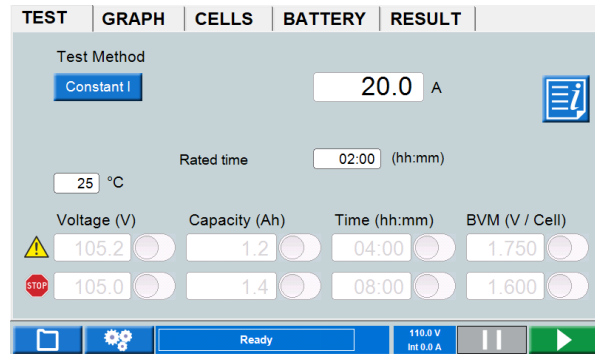 TEST GRAPH CELLS BATTERY RESULT
Test Method
Constant I 20.0 A
i
Rated time 02:00 (hh:mm)
25 °C
Voltage (V) Capacity (Ah) Time (hh:mm) BVM (V / Cell)
105.2 1.2 04:00 1.750
STOP 105.0 1.4 08:00 1.600
Ready 110.0 V
Int 0.0 A